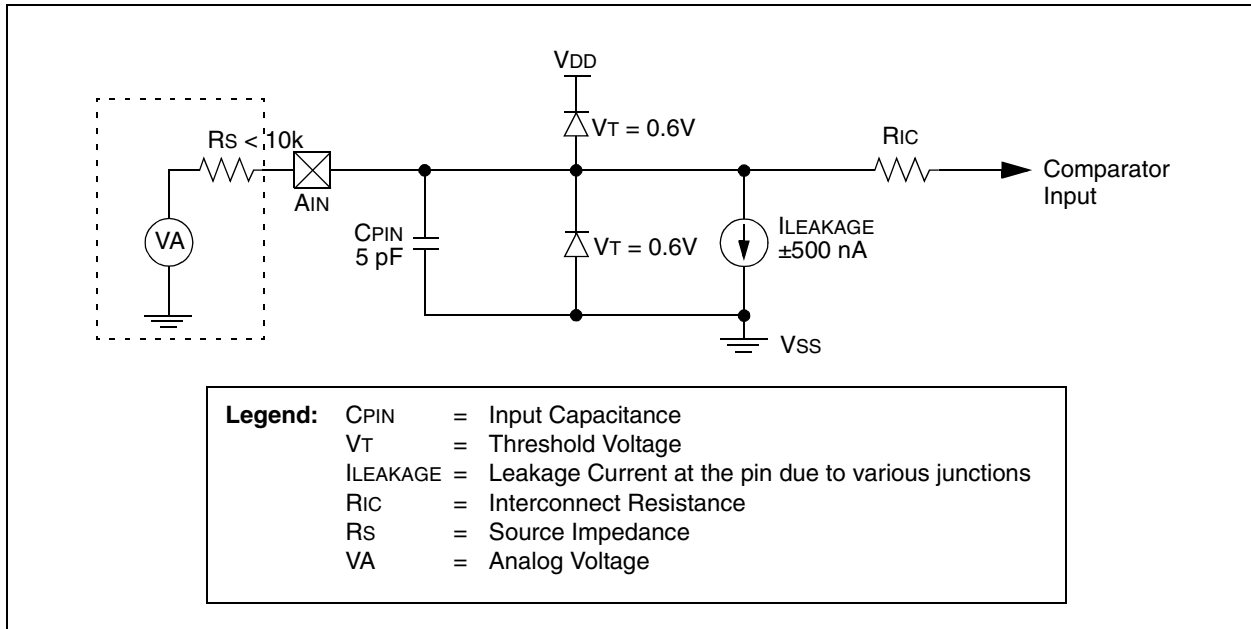 VDD
VT = 0.6V
RS < 10k
RIC
AIN
Comparator
Input
VA
CPIN
5 pF
VT = 0.6V
ILEAKAGE
±500 nA
VSS
Legend: CPIN = Input Capacitance
VT = Threshold Voltage
ILEAKAGE = Leakage Current at the pin due to various junctions
RIC = Interconnect Resistance
RS = Source Impedance
VA = Analog Voltage